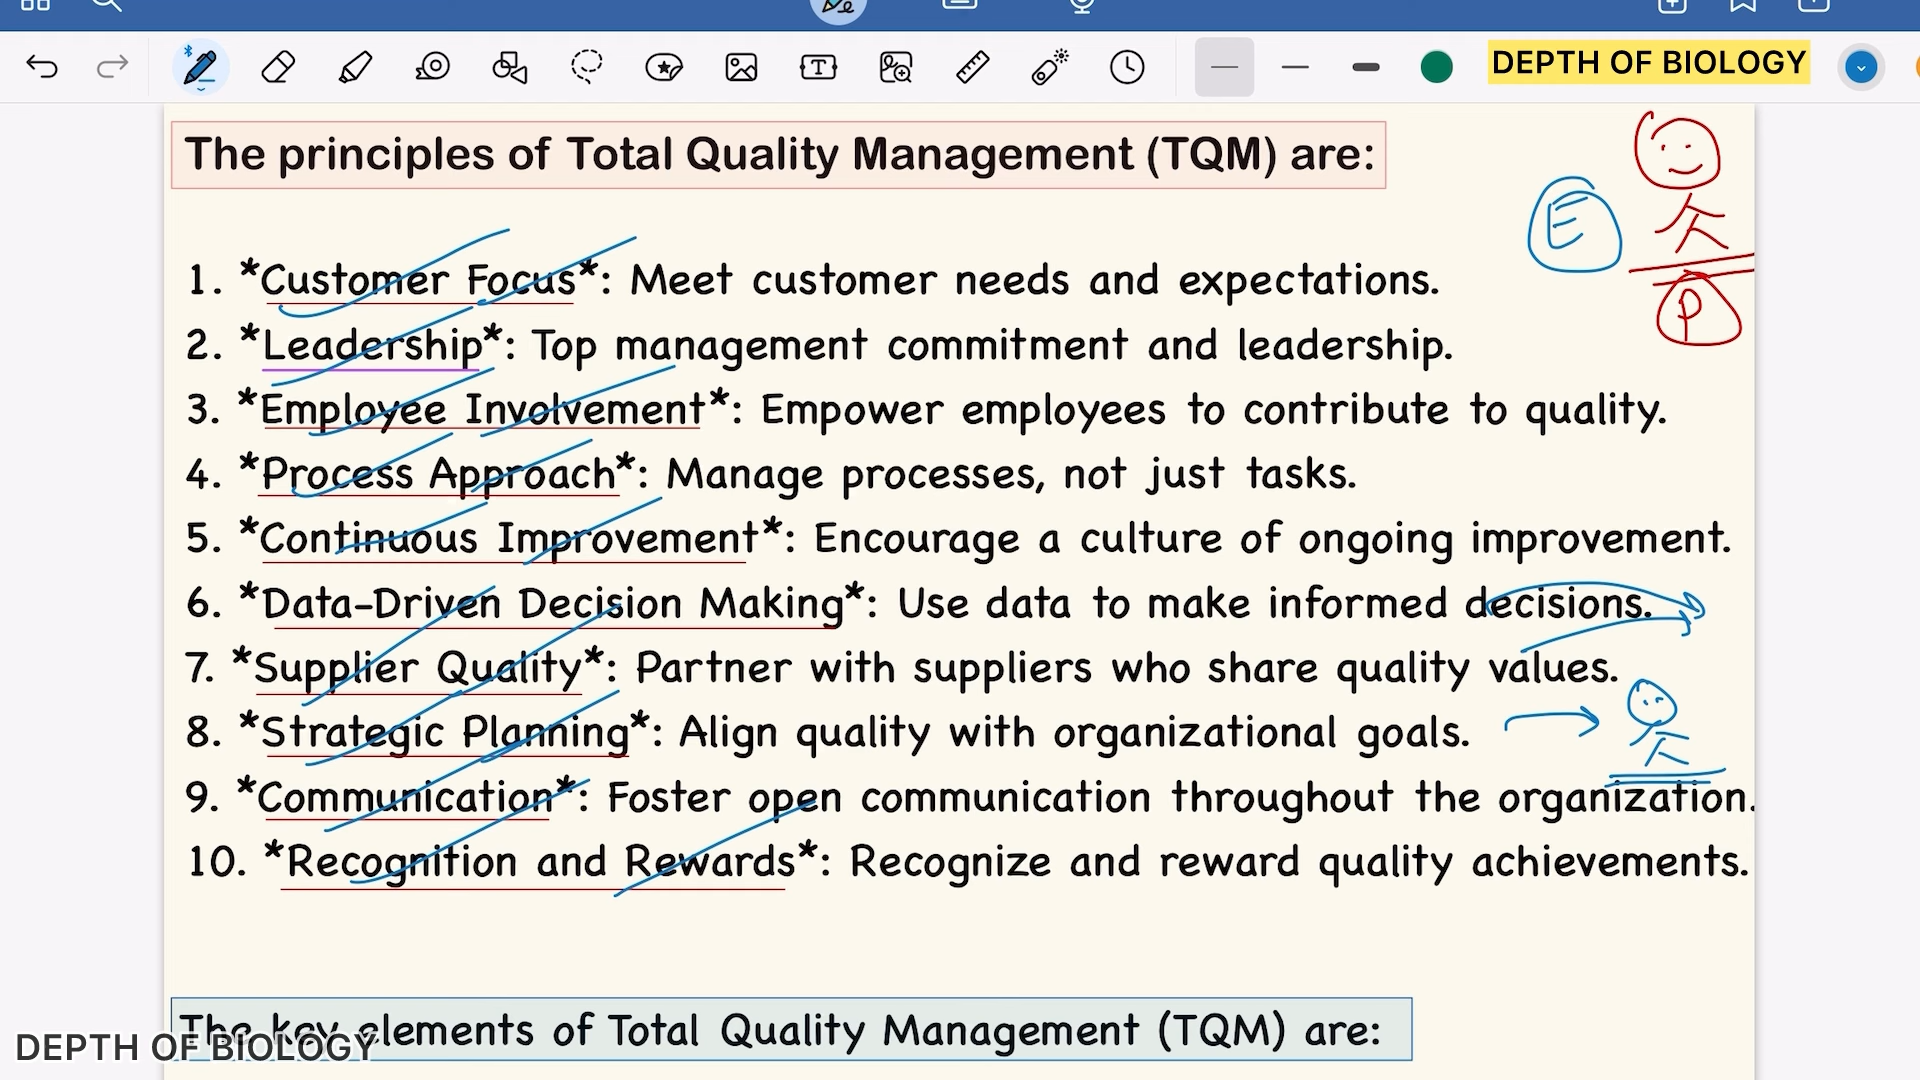 DEPTH OF BIOLOGY
The principles of Total Quality Management (TQM) are:
E
P
1. *Customer Focus*: Meet customer needs and expectations.
2. *Leadership*: Top management commitment and leadership.
3. *Employee Involvement*: Empower employees to contribute to quality.
4. *Process Approach*: Manage processes, not just tasks.
5. *Continuous Improvement*: Encourage a culture of ongoing improvement.
6. *Data-Driven Decision Making*: Use data to make informed decisions.
7. *Supplier Quality*: Partner with suppliers who share quality values.
8. *Strategic Planning*: Align quality with organizational goals.
9. *Communication*: Foster open communication throughout the organization.
10. *Recognition and Rewards*: Recognize and reward quality achievements.
The key elements of Total Quality Management (TQM) are:
DEPTH OF BIOLOGY